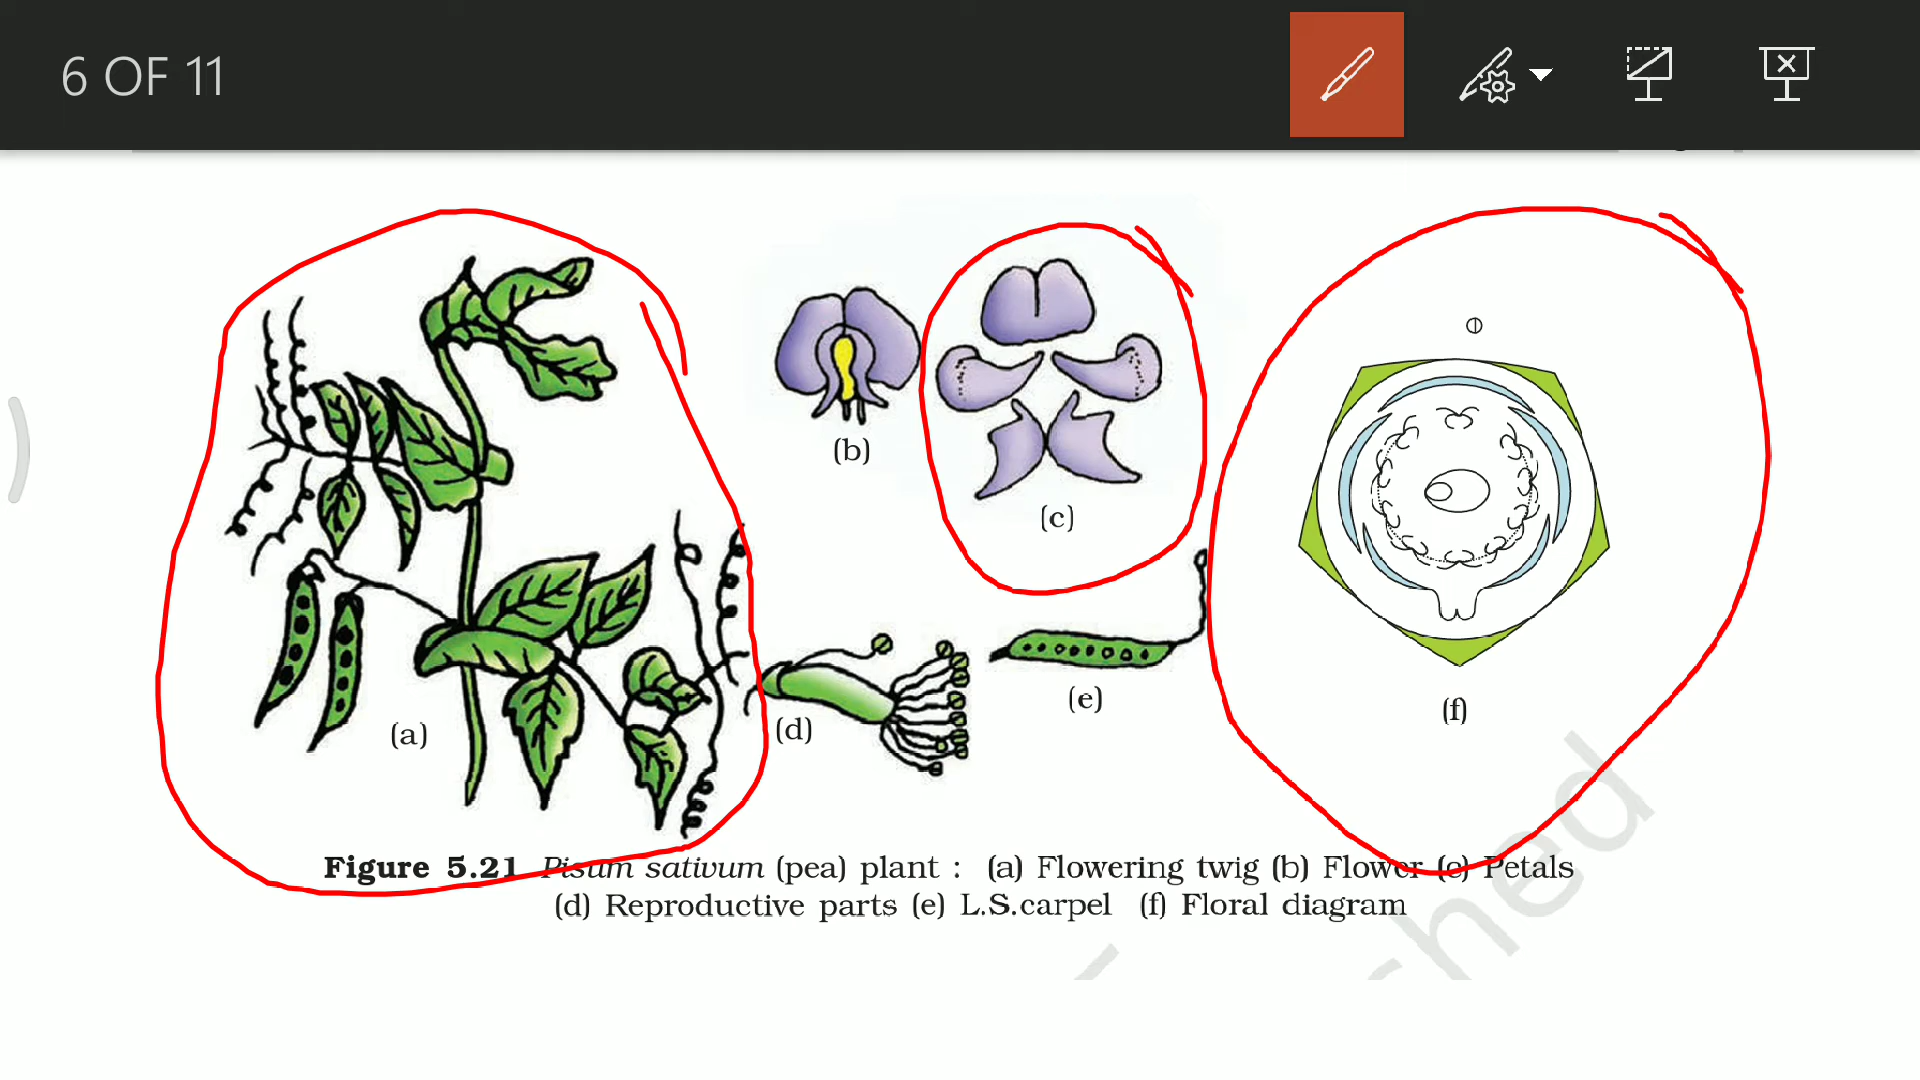 6 OF 11
(b)
(c)
(a)
(d)
(e)
(f)
Figure 5.21 Pisum sativum (pea) plant : (a) Flowering twig (b) Flower (c) Petals
(d) Reproductive parts (e) L.S.carpel (f) Floral diagram